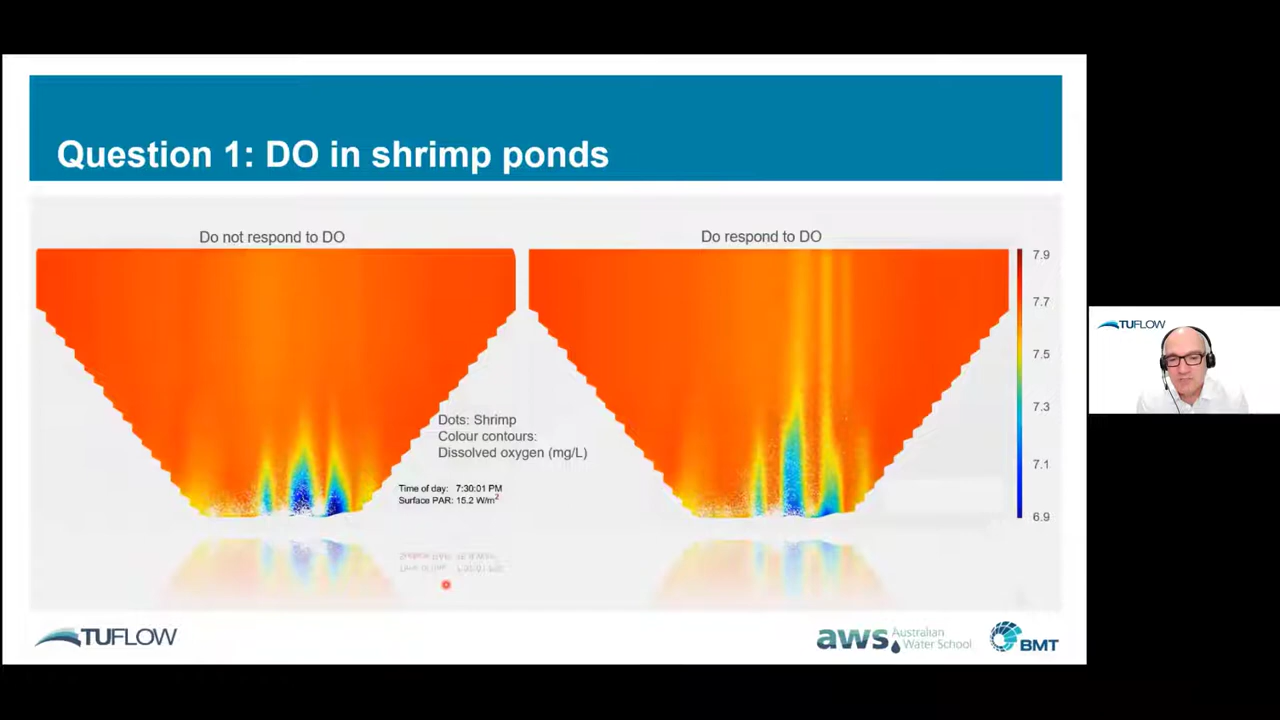 Question 1: DO in shrimp ponds
Do not respond to DO
Do respond to DO
7.9
7.7
7.5
7.3
7.1
6.9
Dots: Shrimp
Colour contours:
Dissolved oxygen (mg/L)
Time of day: 7:30:01 PM
Surface PAR: 15.2 W/m²
TUFLOW
aws Australian
Water School
BMT
TUFLOW